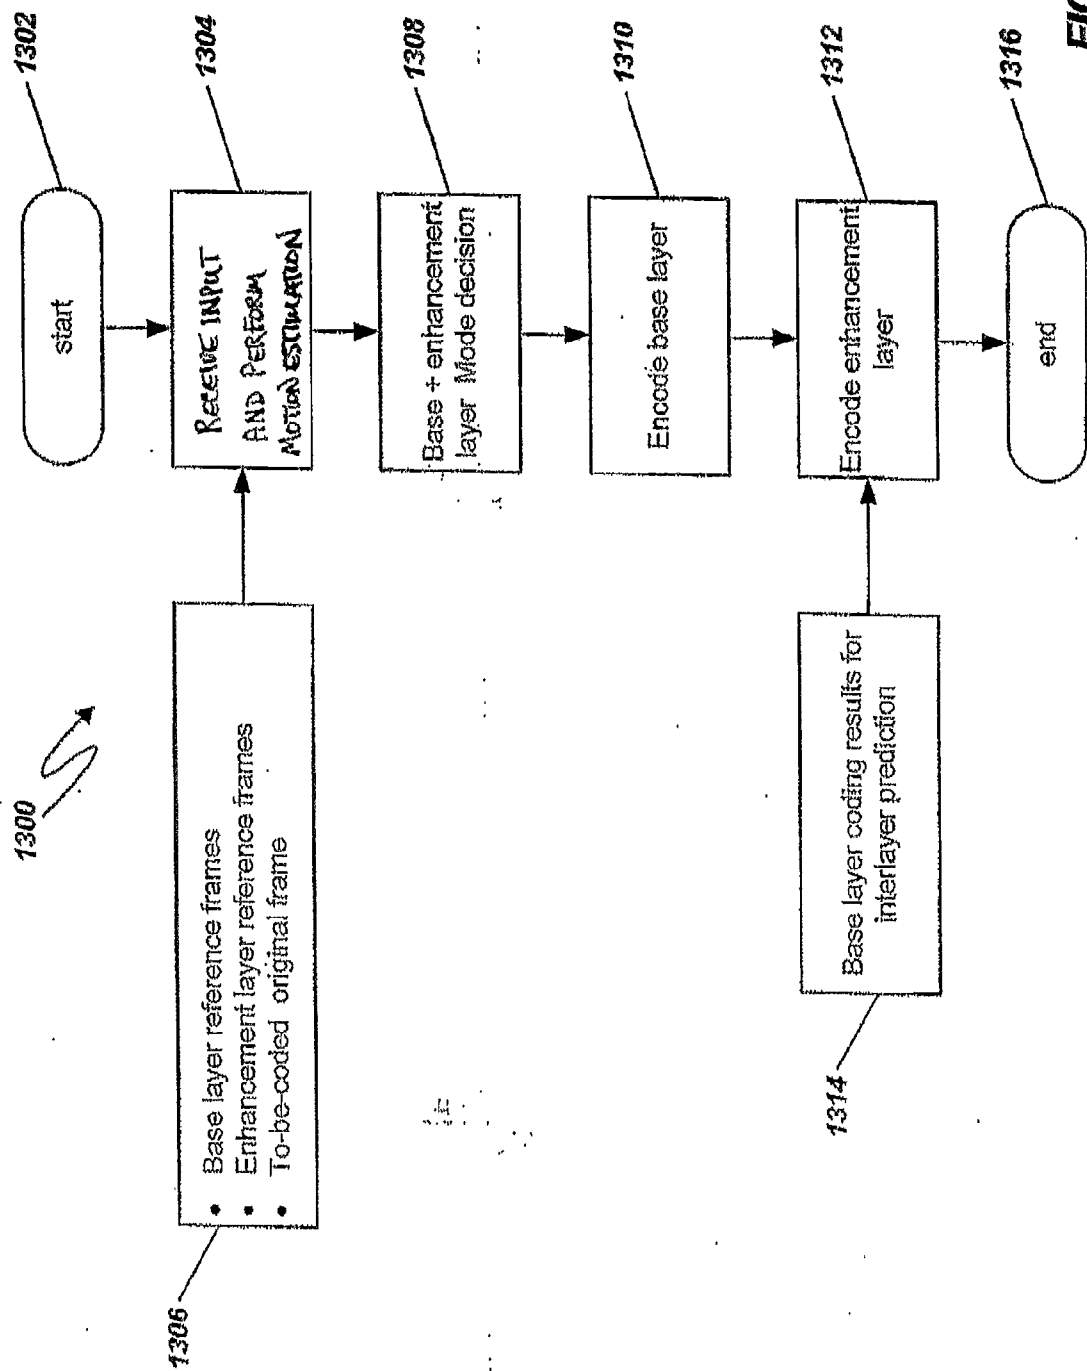 1300
start
1302
• Base layer reference frames
• Enhancement layer reference frames
• To-be-coded original frame
1306
RECEIVE INPUT
AND PERFORM
MOTION ESTIMATION
1304
Base + enhancement
layer Mode decision
1308
Encode base layer
1310
Base layer coding results for
interlayer prediction
1314
Encode enhancement
layer
1312
end
1316